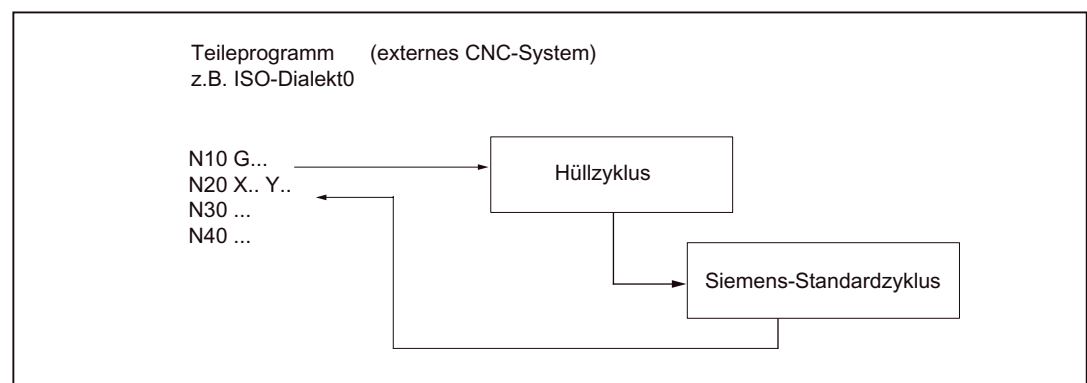 Teileprogramm (externes CNC-System)
z.B. ISO-Dialekt0
N10 G...
N20 X.. Y..
N30 ...
N40 ...
Hüllzyklus
Siemens-Standardzyklus